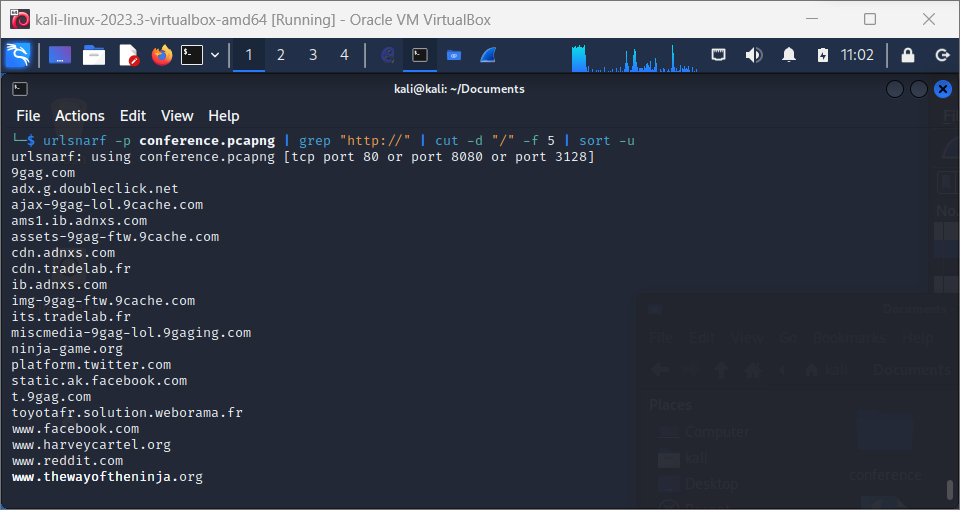 kali-linux-2023.3-virtualbox-amd64 [Running] - Oracle VM VirtualBox
1 2 3 4 11:02
kali@kali: ~/Documents
File Actions Edit View Help
└─$ urlsnarf -p conference.pcapng | grep "http://" | cut -d "/" -f 5 | sort -u
urlsnarf: using conference.pcapng [tcp port 80 or port 8080 or port 3128]
9gag.com
adx.g.doubleclick.net
ajax-9gag-lol.9cache.com
ams1.ib.adnxs.com
assets-9gag-ftw.9cache.com
cdn.adnxs.com
cdn.tradelab.fr
ib.adnxs.com
img-9gag-ftw.9cache.com
its.tradelab.fr
miscmedia-9gag-lol.9gaging.com
ninja-game.org
platform.twitter.com
static.ak.facebook.com
t.9gag.com
toyotafr.solution.weborama.fr
www.facebook.com
www.harveycartel.org
www.reddit.com
www.thewayoftheninja.org
Documents
File Edit View Go Bookmarks Help
kali Documents
Places
Computer
kali
Desktop
conference
No.